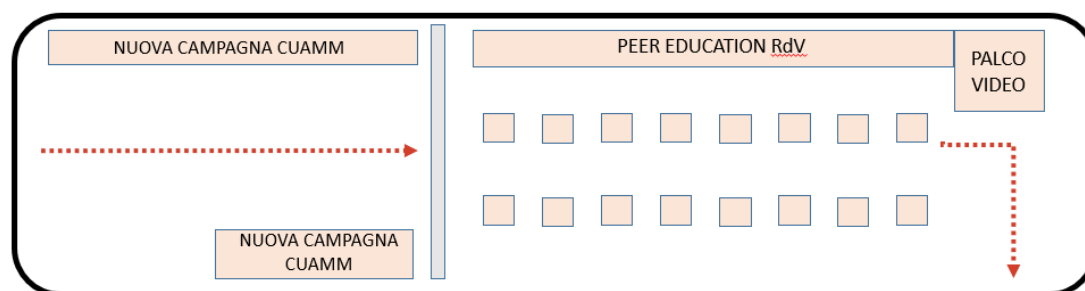 NUOVA CAMPAGNA CUAMM
PEER EDUCATION RdV
PALCO
VIDEO
NUOVA CAMPAGNA
CUAMM